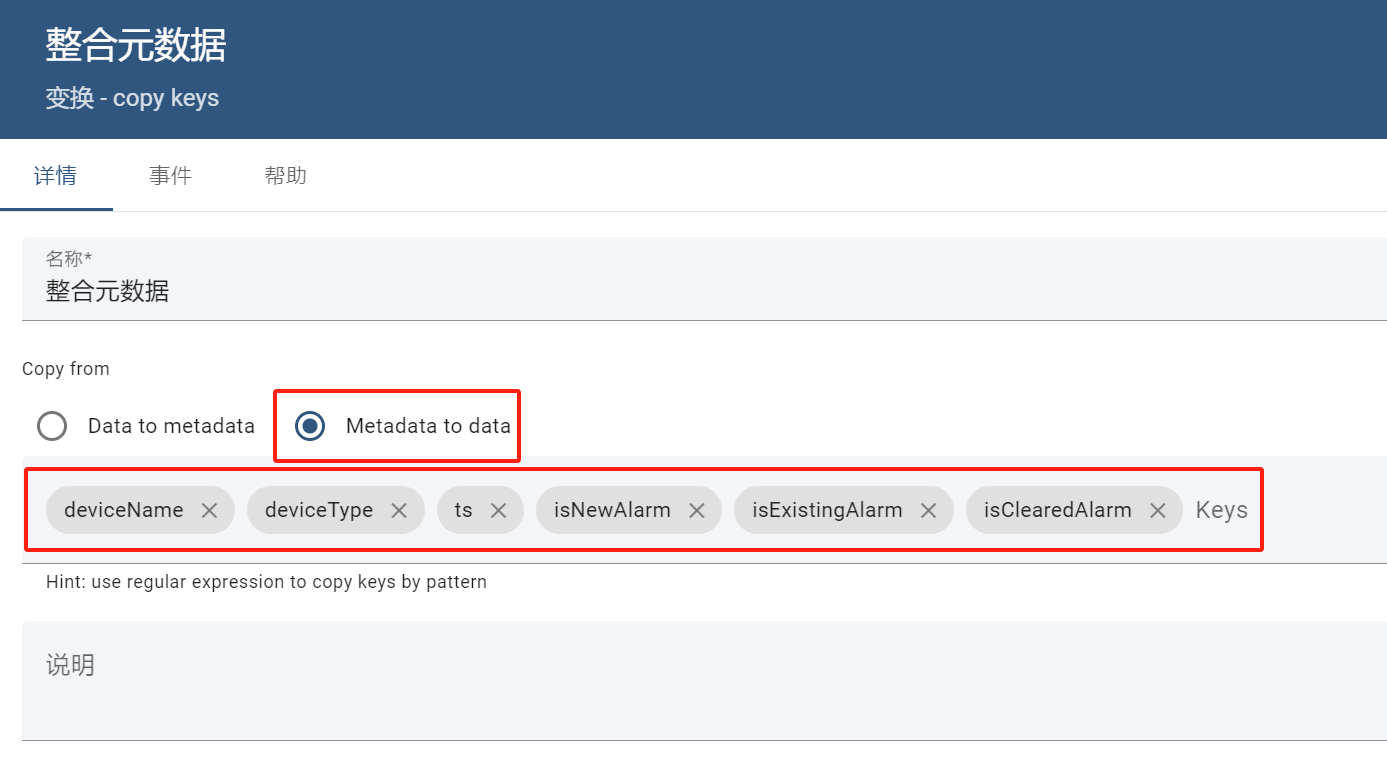 整合元数据
变换 - copy keys
详情 事件 帮助
名称*
整合元数据
Copy from
Data to metadata Metadata to data
deviceName deviceType ts isNewAlarm isExistingAlarm isClearedAlarm Keys
Hint: use regular expression to copy keys by pattern
说明